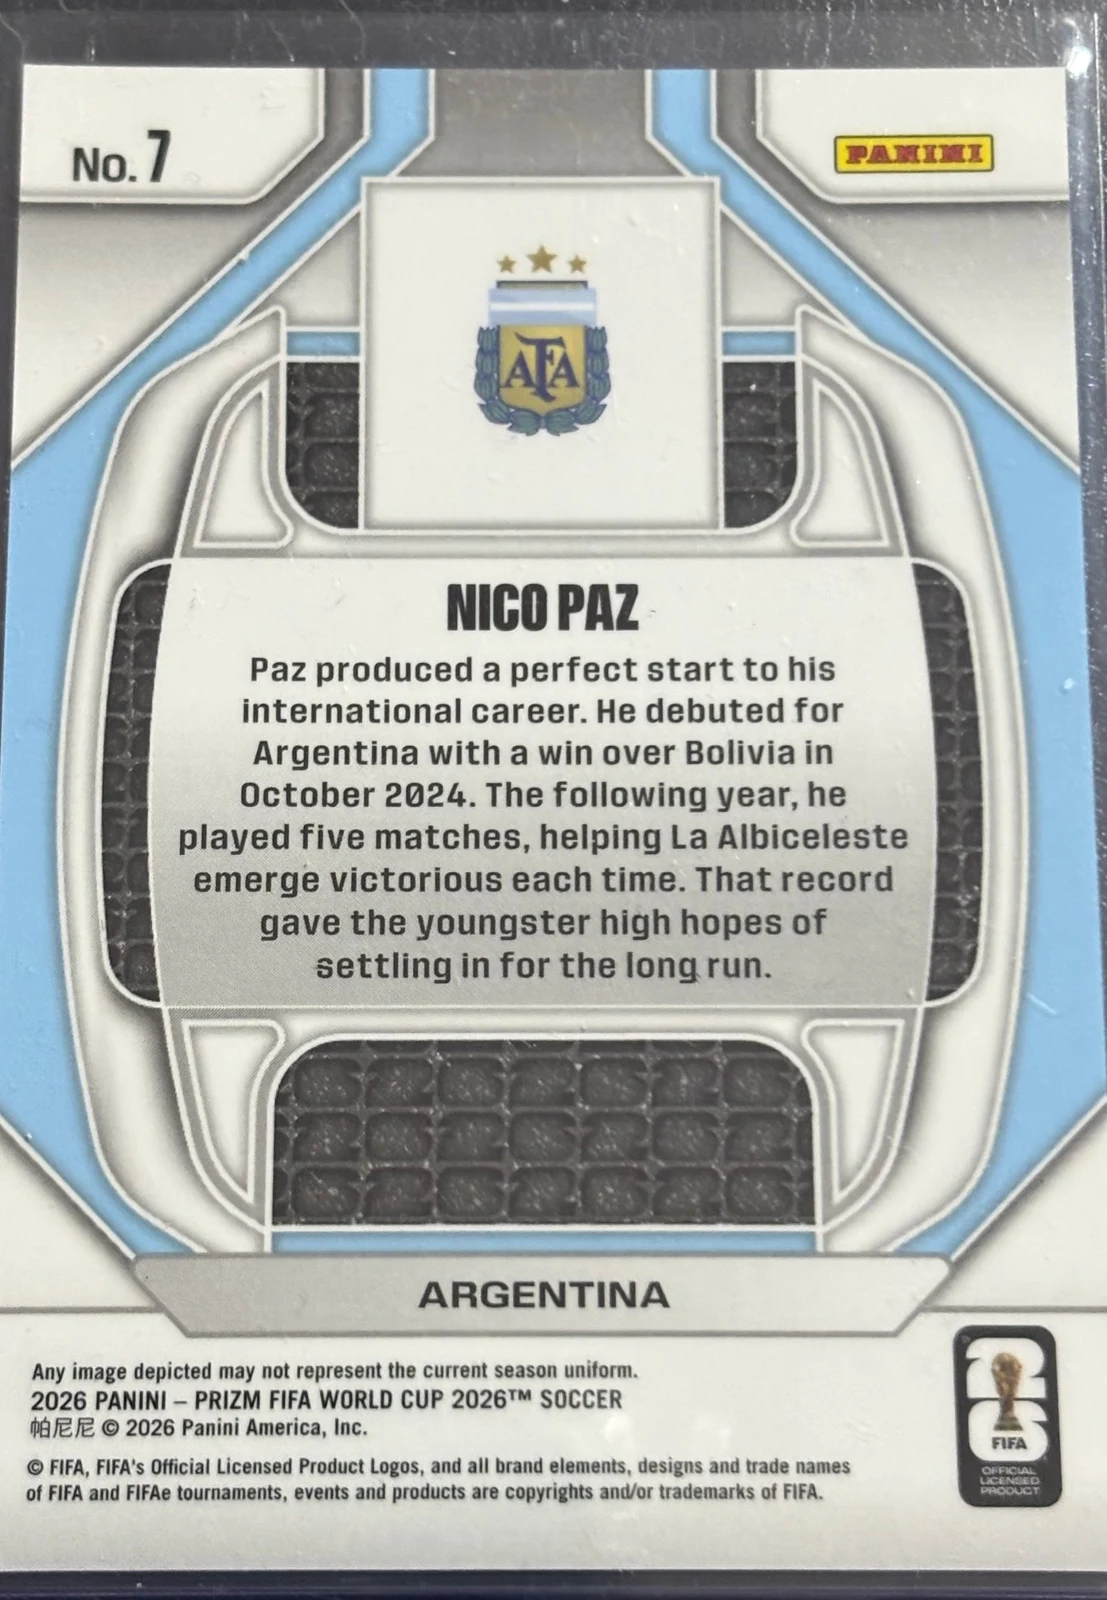 No. 7
PANINI
AFA
NICO PAZ
Paz produced a perfect start to his
international career. He debuted for
Argentina with a win over Bolivia in
October 2024. The following year, he
played five matches, helping La Albiceleste
emerge victorious each time. That record
gave the youngster high hopes of
settling in for the long run.
ARGENTINA
Any image depicted may not represent the current season uniform.
2026 PANINI – PRIZM FIFA WORLD CUP 2026™ SOCCER
帕尼尼 © 2026 Panini America, Inc.
© FIFA, FIFA's Official Licensed Product Logos, and all brand elements, designs and trade names
of FIFA and FIFAe tournaments, events and products are copyrights and/or trademarks of FIFA.
26
FIFA
OFFICIAL
LICENSED
PRODUCT